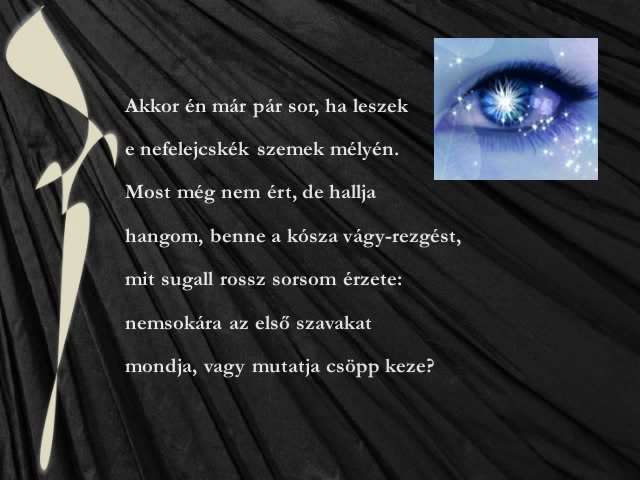 Akkor én már pár sor, ha leszek
e nefelejcskék szemek mélyén.
Most még nem ért, de hallja
hangom, benne a kósza vágy-rezgést,
mit sugall rossz sorsom érzete:
nemsokára az első szavakat
mondja, vagy mutatja csöpp keze?